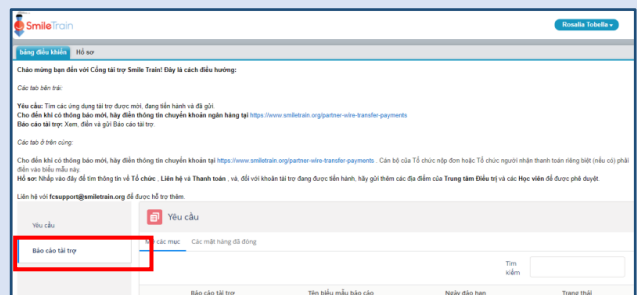 SmileTrain
Rosalia Tobella
bảng điều khiển Hồ sơ
Chào mừng bạn đến với Cổng tài trợ Smile Train! Đây là cách điều hướng:
Các tab bên trái:
Yêu cầu: Tìm các ứng dụng tài trợ được mời, đang tiến hành và đã gửi.
Cho đến khi có thông báo mới, hãy điền thông tin chuyển khoản ngân hàng tại https://www.smiletrain.org/partner-wire-transfer-payments
Báo cáo tài trợ: Xem, điền và gửi Báo cáo tài trợ
Các tab ở trên cùng:
Cho đến khi có thông báo mới, hãy điền thông tin chuyển khoản tại https://www.smiletrain.org/partner-wire-transfer-payments . Cán bộ của Tổ chức nộp đơn hoặc Tổ chức người nhận thanh toán riêng biệt (nếu có) phải
điền vào biểu mẫu này.
Hồ sơ: Nhấp vào đây để tìm thông tin về Tổ chức , Liên hệ và Thanh toán , và, đối với khoản tài trợ đang được tiến hành, hãy gửi thêm các địa điểm của Trung tâm Điều trị và các Học viên để được phê duyệt.
Liên hệ với fcsupport@smiletrain.org để được hỗ trợ thêm.
Yêu cầu
Yêu cầu
Báo cáo tài trợ
các mục Các mặt hàng đã đóng
Tìm
kiếm
Báo cáo tài trợ Tên biểu mẫu báo cáo Ngày đáo hạn Trạng thái